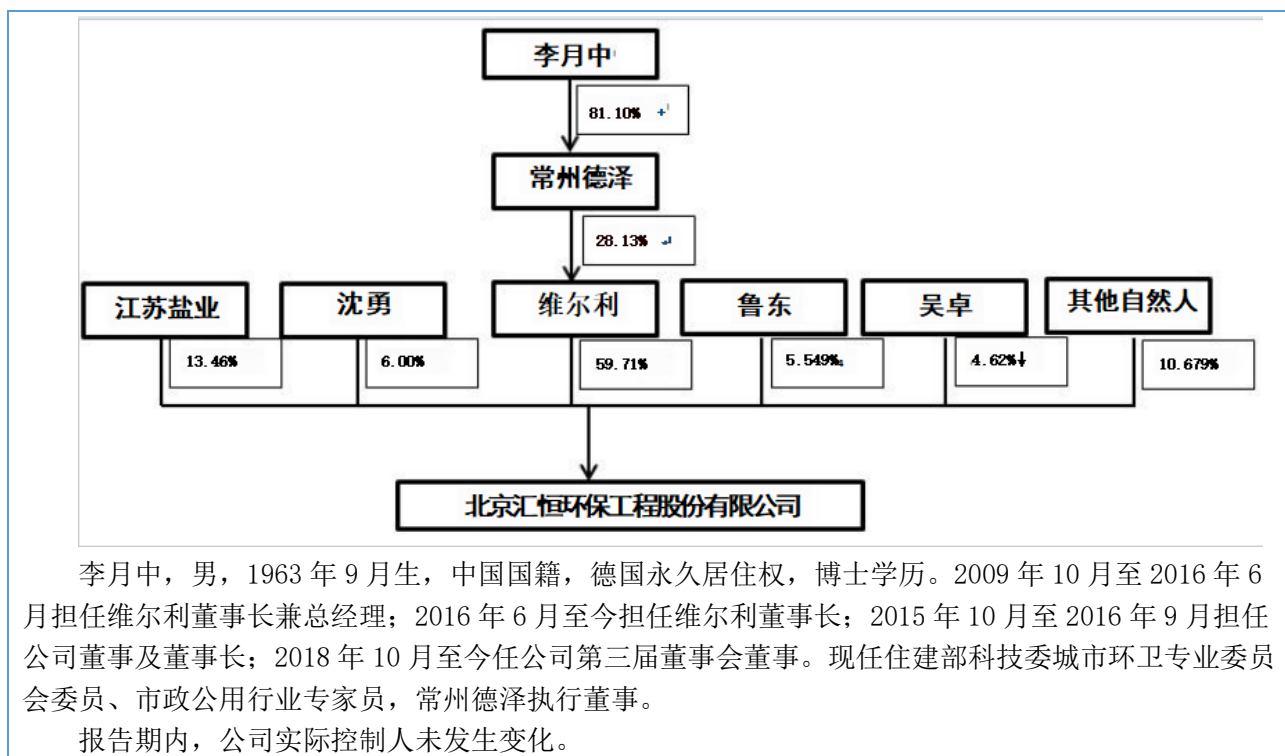 李月中
81.10%
常州德泽
28.13%
江苏盐业
沈勇
维尔利
鲁东
吴卓
其他自然人
13.46%
6.00%
59.71%
5.549%
4.62%↓
10.679%
北京汇恒环保工程股份有限公司
李月中，男，1963 年 9 月生，中国国籍，德国永久居住权，博士学历。2009 年 10 月至 2016 年 6
月担任维尔利董事长兼总经理；2016 年 6 月至今担任维尔利董事长；2015 年 10 月至 2016 年 9 月担任
公司董事及董事长；2018 年 10 月至今任公司第三届董事会董事。现任住建部科技委城市环卫专业委员
会委员、市政公用行业专家员，常州德泽执行董事。
报告期内，公司实际控制人未发生变化。